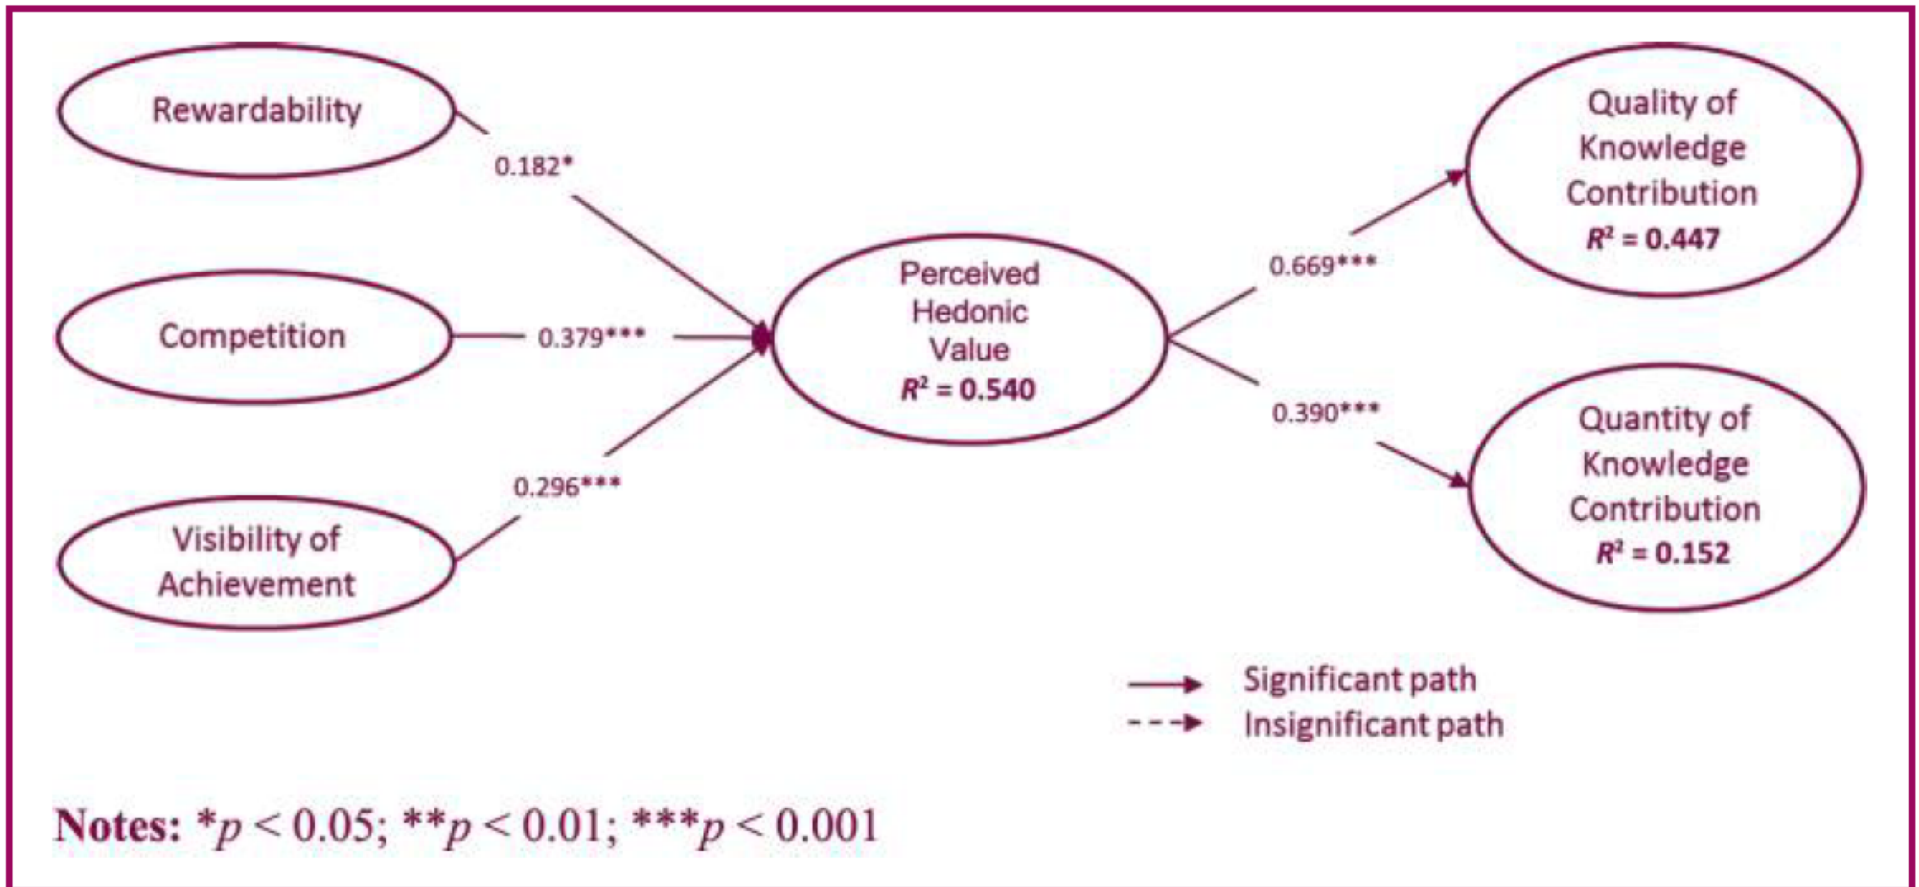 Rewardability
0.182*
Competition
0.379***
Visibility of
Achievement
0.296***
Perceived
Hedonic
Value
R² = 0.540
0.669***
0.390***
Quality of
Knowledge
Contribution
R² = 0.447
Quantity of
Knowledge
Contribution
R² = 0.152
Significant path
Insignificant path
Notes: *p < 0.05; **p < 0.01; ***p < 0.001